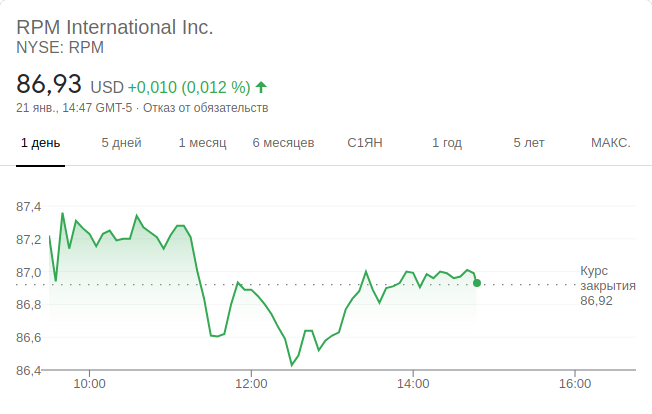 RPM International Inc.
NYSE: RPM
86,93 USD +0,010 (0,012 %)
21 янв., 14:47 GMT-5 · Отказ от обязательств
1 день 5 дней 1 месяц 6 месяцев С1ЯН 1 год 5 лет МАКС.
87,4
87,2
87,0
86,8
86,6
86,4
Курс
закрытия
86,92
10:00 12:00 14:00 16:00